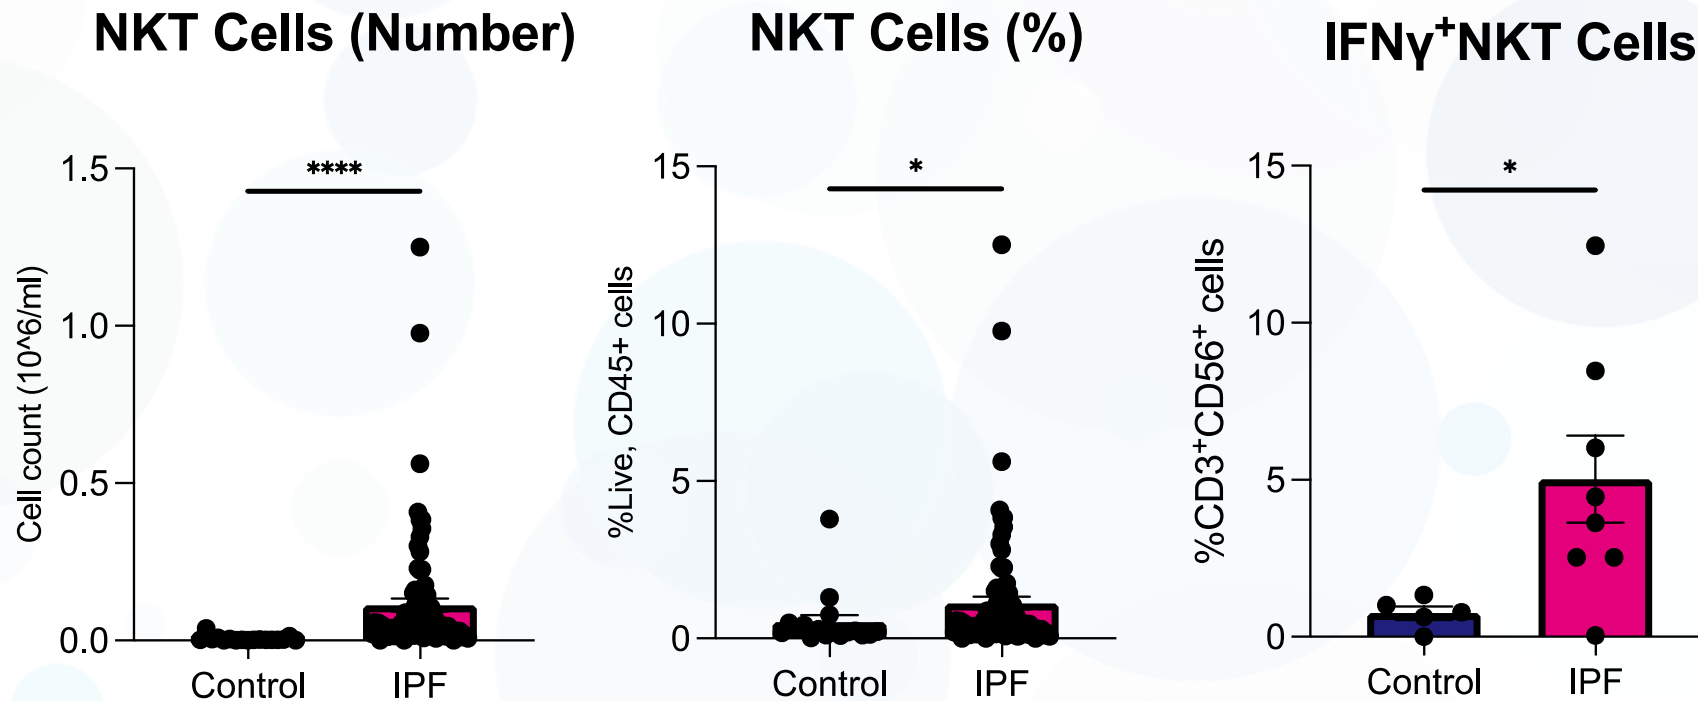 NKT Cells (Number)
Cell count (10^6/ml)
1.5
1.0
0.5
0.0
****
Control
IPF
NKT Cells (%)
%Live, CD45+ cells
15
10
5
0
*
Control
IPF
IFNγ⁺NKT Cells
%CD3⁺CD56⁺ cells
15
10
5
0
*
Control
IPF